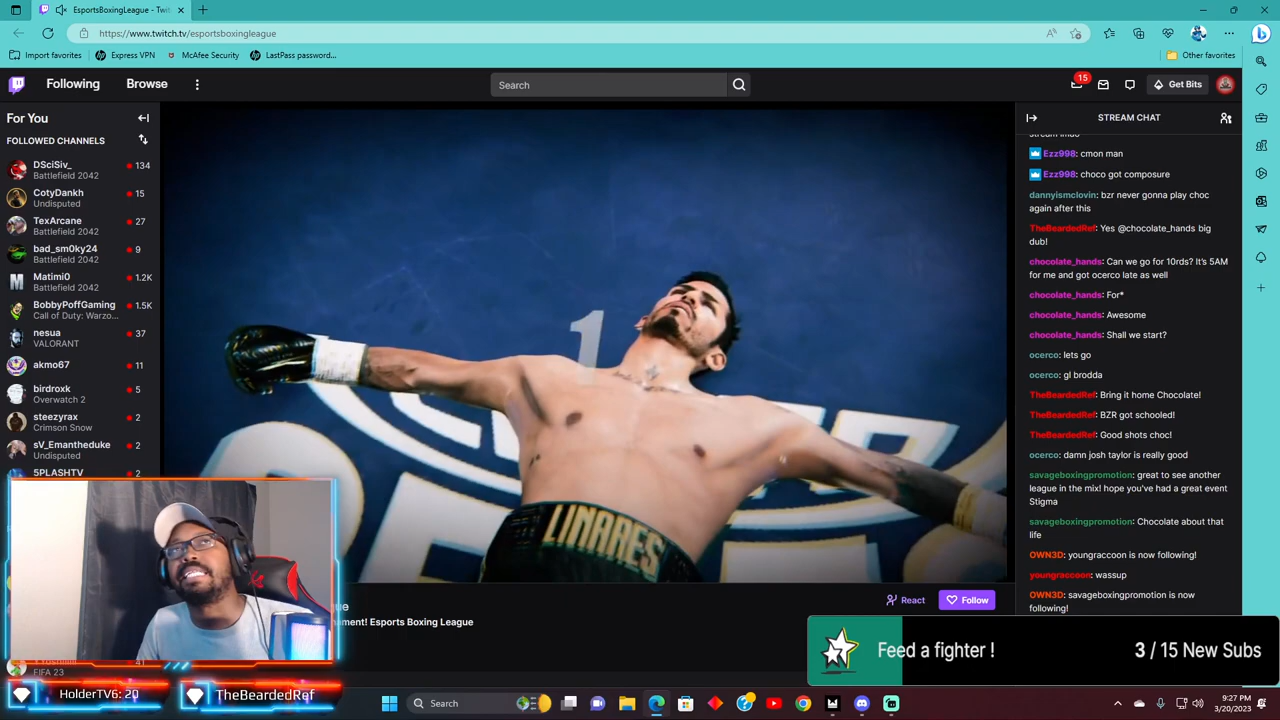 EsportsBoxingLeague - Twi
https://www.twitch.tv/esportsboxingleague
Import favorites
Express VPN
McAfee Security
LastPass password...
Other favorites
Following
Browse
Search
15
Get Bits
For You
FOLLOWED CHANNELS
DSciSiv_
134
Battlefield 2042
CotyDankh
15
Undisputed
TexArcane
27
Battlefield 2042
bad_sm0ky24
9
Battlefield 2042
Matimi0
1.2K
Battlefield 2042
BobbyPoffGaming
1.5K
Call of Duty: Warzo...
nesua
37
VALORANT
akmo67
11
birdroxk
5
Overwatch 2
steezyrax
2
Crimson Snow
sV_Emantheduke
2
Undisputed
5PLASHTV
2
FIFA 23
41
1
LINARES
STREAM CHAT
Ezz998: cmon man
Ezz998: choco got composure
dannyismclovin: bzr never gonna play choc
again after this
TheBeardedRef: Yes @chocolate_hands big
dub!
chocolate_hands: Can we go for 10rds? It's 5AM
for me and got ocerco late as well
chocolate_hands: For*
chocolate_hands: Awesome
chocolate_hands: Shall we start?
ocerco: lets go
ocerco: gl brodda
TheBeardedRef: Bring it home Chocolate!
TheBeardedRef: BZR got schooled!
TheBeardedRef: Good shots choc!
ocerco: damn josh taylor is really good
savageboxingpromotion: great to see another
league in the mix! hope you've had a great event
Stigma
savageboxingpromotion: Chocolate about that
life
OWN3D: youngraccoon is now following!
youngraccoon: wassup
OWN3D: savageboxingpromotion is now
following!
React
Follow
gue
nament! Esports Boxing League
Feed a fighter !
3 / 15 New Subs
HolderTV6: 20
TheBeardedRef
Search
9:27 PM
3/20/2023